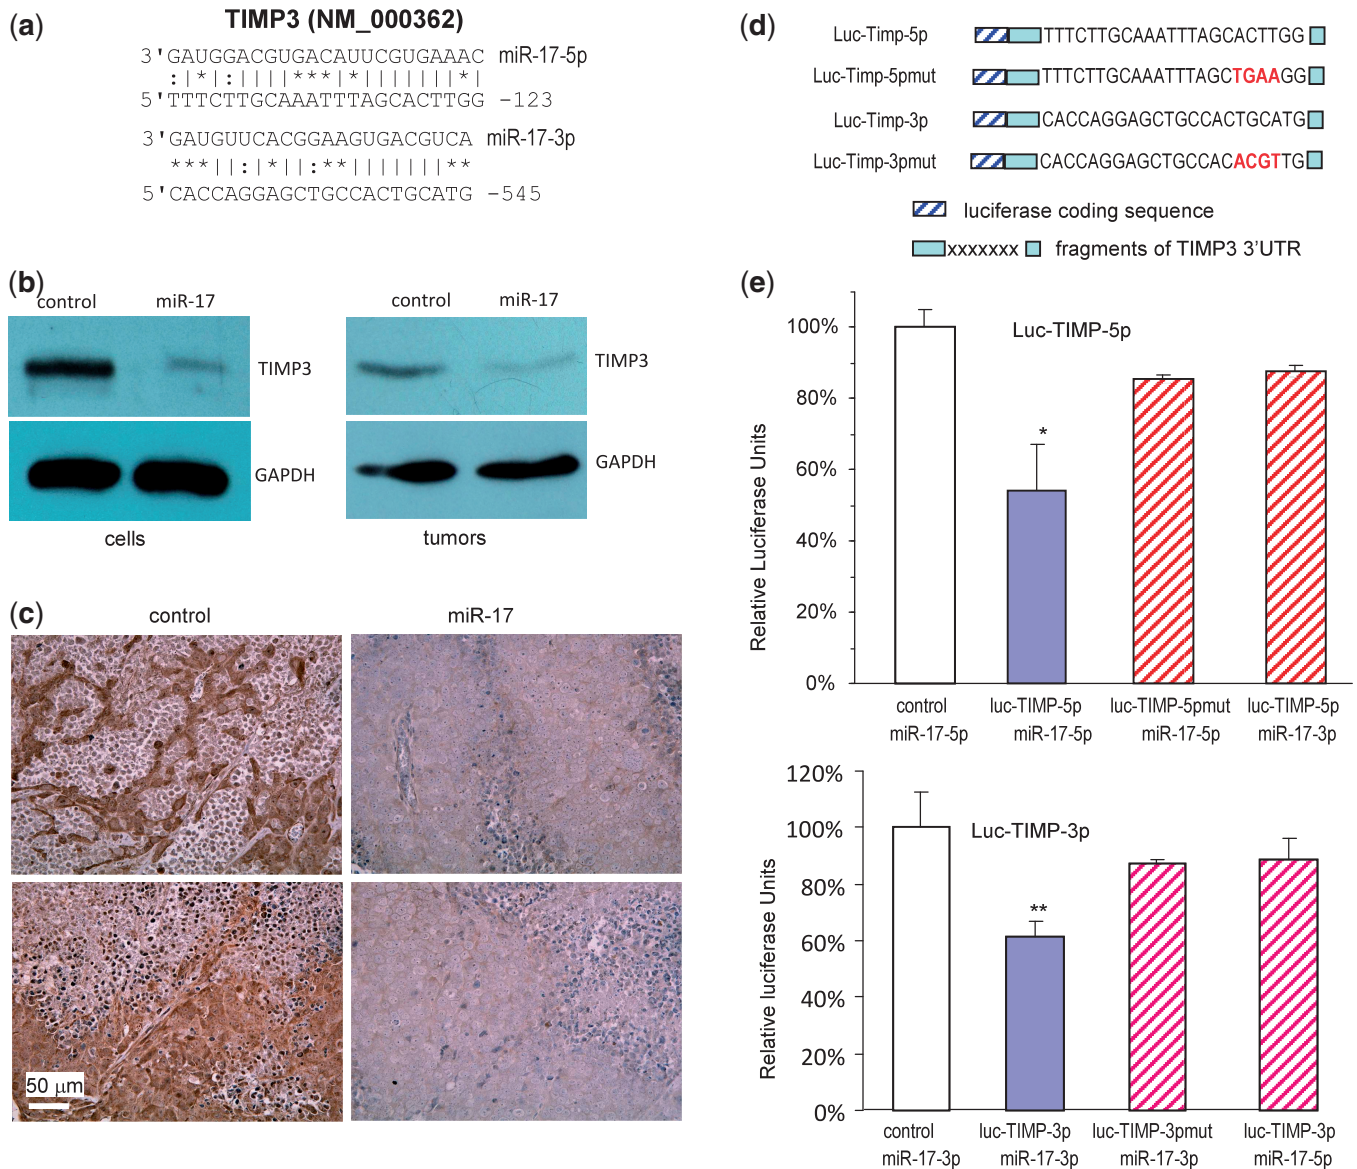 (a)
TIMP3 (NM_000362)
3'GAUGGACGUGACAUUCGUGAAAC miR-17-5p
:|*|:||||***|*|||||||*|
5'TTTCTTGCAAATTTAGCACTTGG -123
3'GAUGUUCACGGAAGUGACGUCA miR-17-3p
***||:|*|:**|||||||**
5'CACCAGGAGCTGCCACTGCATG -545
(b)
control miR-17
TIMP3
GAPDH
cells
control miR-17
TIMP3
GAPDH
tumors
(c)
control miR-17
50 μm
(d)
Luc-Timp-5p TTTCTTGCAAATTTAGCACTTGG
Luc-Timp-5pmut TTTCTTGCAAATTTAGCTGAAGG
Luc-Timp-3p CACCAGGAGCTGCCACTGCATG
Luc-Timp-3pmut CACCAGGAGCTGCCACACGTTG
luciferase coding sequence
xxxxxxx fragments of TIMP3 3'UTR
(e)
Luc-TIMP-5p
Relative Luciferase Units
100%
80%
60%
40%
20%
0%
*
control luc-TIMP-5p luc-TIMP-5pmut luc-TIMP-5p
miR-17-5p miR-17-5p miR-17-5p miR-17-3p
Luc-TIMP-3p
Relative luciferase Units
120%
100%
80%
60%
40%
20%
0%
**
control luc-TIMP-3p luc-TIMP-3pmut luc-TIMP-3p
miR-17-3p miR-17-3p miR-17-3p miR-17-5p